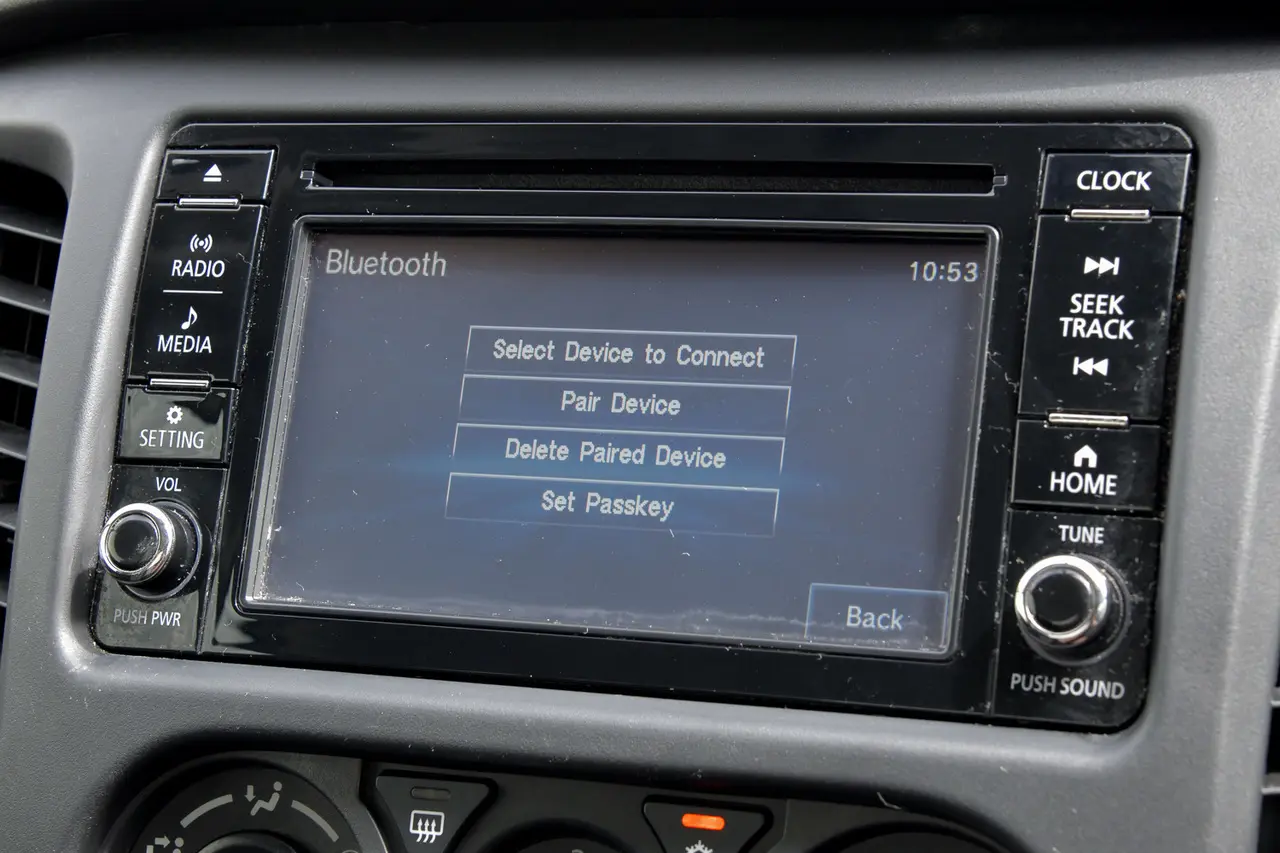 CLOCK
RADIO
MEDIA
SETTING
VOL
PUSH PWR
Bluetooth
10:53
Select Device to Connect
Pair Device
Delete Paired Device
Set Passkey
Back
SEEK
TRACK
HOME
TUNE
PUSH SOUND